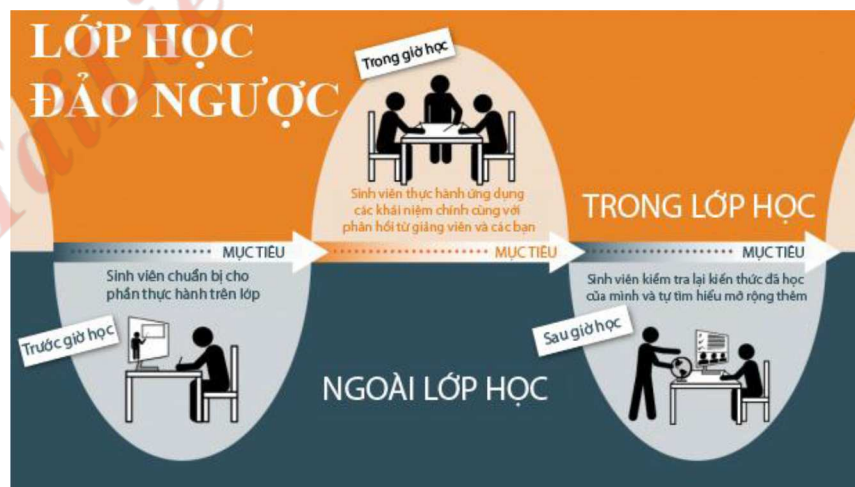 LỚP HỌC
ĐẢO NGƯỢC
Trong giờ học
Sinh viên thực hành ứng dụng
các khái niệm chính cùng với
phản hồi từ giảng viên và các bạn
TRONG LỚP HỌC
MỤC TIÊU
MỤC TIÊU
MỤC TIÊU
Sinh viên chuẩn bị cho
phần thực hành trên lớp
Trước giờ học
NGOÀI LỚP HỌC
Sinh viên kiểm tra lại kiến thức đã học
của mình và tự tìm hiểu mở rộng thêm
Sau giờ học